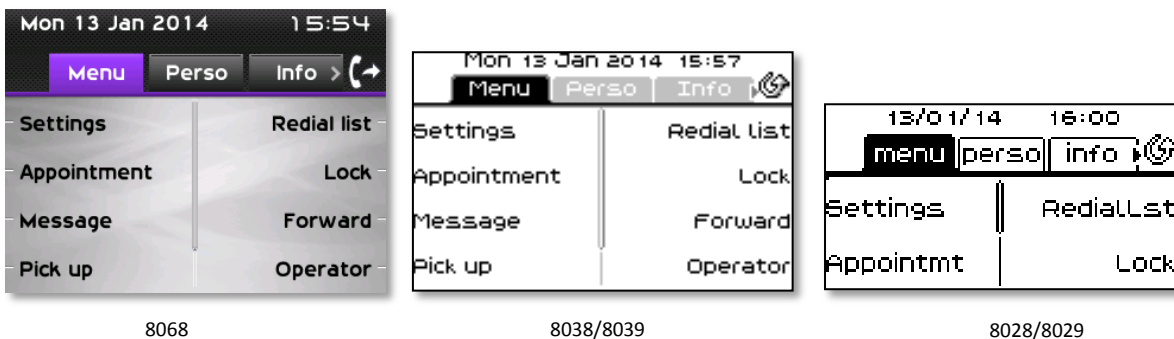 Mon 13 Jan 2014 15:54
Menu Perso Info >
Settings Redial list
Appointment Lock
Message Forward
Pick up Operator
8068
Mon 13 Jan 2014 15:57
Menu Perso Info
Settings Redial list
Appointment Lock
Message Forward
Pick up Operator
8038/8039
13/01/14 16:00
menu perso info
Settings RedialLst
Appointmt Lock
8028/8029